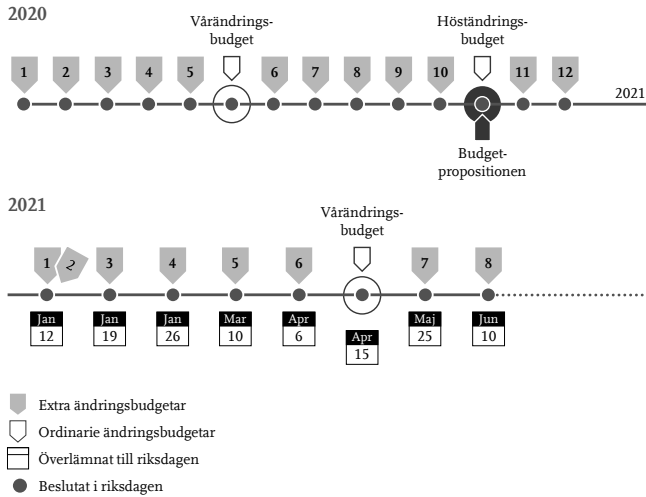 2020
Vårändrings-
budget
Höständrings-
budget
1 2 3 4 5 6 7 8 9 10 11 12
2021
Budget-
propositionen
2021
Vårändrings-
budget
1 2 3 4 5 6 7 8
Jan Jan Jan Mar Apr Apr Maj Jun
12 19 26 10 6 15 25 10
Extra ändringsbudgetar
Ordinarie ändringsbudgetar
Överlämnat till riksdagen
Beslutat i riksdagen